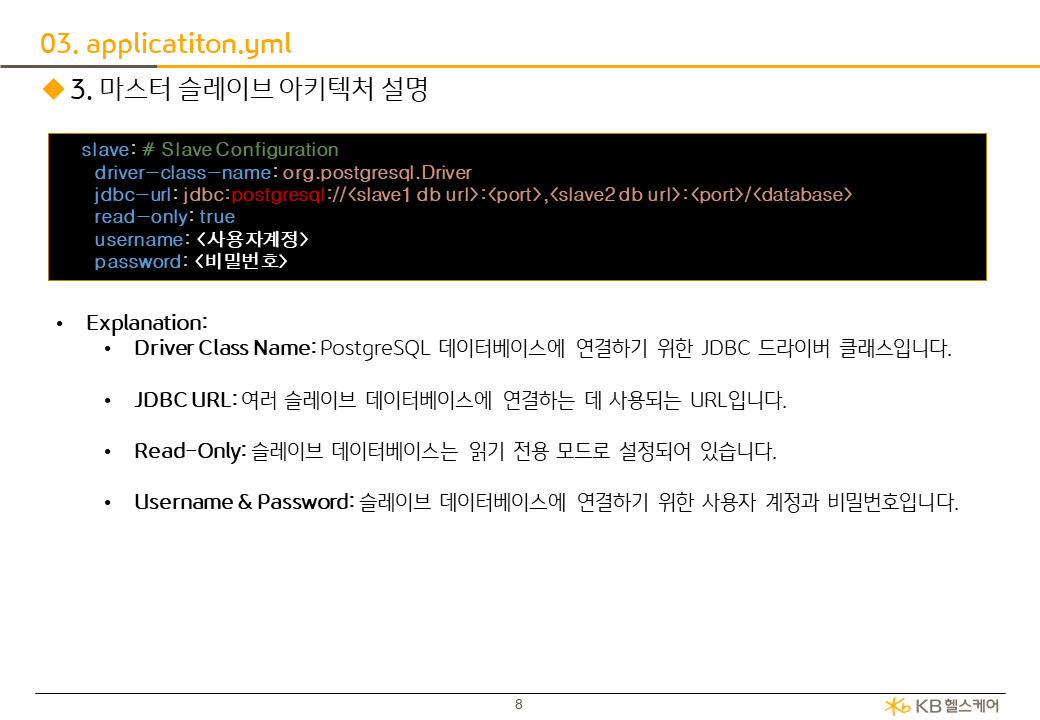 03. applicatiton.yml
3. 마스터 슬레이브 아키텍처 설명
slave: # Slave Configuration
driver-class-name: org.postgresql.Driver
jdbc-url: jdbc:postgresql://<slave1 db url>:<port>,<slave2 db url>:<port>/<database>
read-only: true
username: <사용자계정>
password: <비밀번호>
• Explanation:
• Driver Class Name: PostgreSQL 데이터베이스에 연결하기 위한 JDBC 드라이버 클래스입니다.
• JDBC URL: 여러 슬레이브 데이터베이스에 연결하는 데 사용되는 URL입니다.
• Read-Only: 슬레이브 데이터베이스는 읽기 전용 모드로 설정되어 있습니다.
• Username & Password: 슬레이브 데이터베이스에 연결하기 위한 사용자 계정과 비밀번호입니다.
8
KB헬스케어